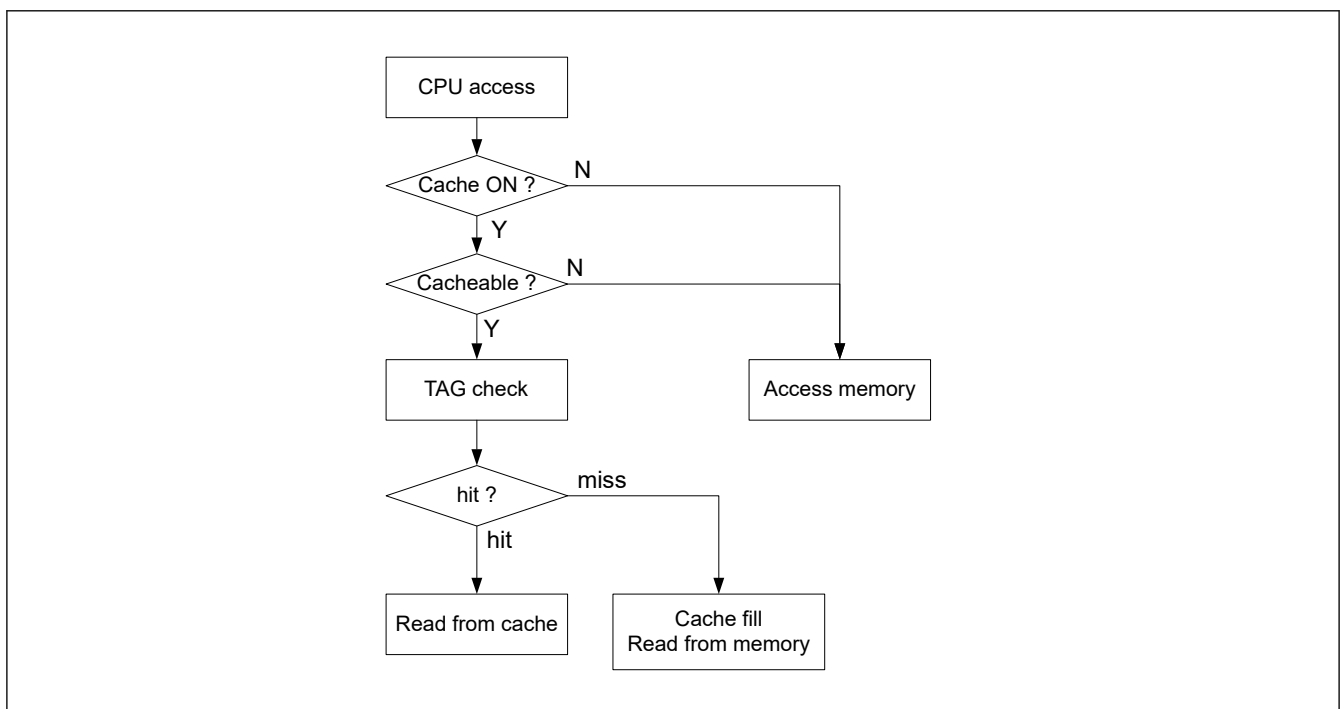 CPU access
Cache ON ?
N
Y
Cacheable ?
N
Y
TAG check
Access memory
hit ?
miss
hit
Read from cache
Cache fill
Read from memory